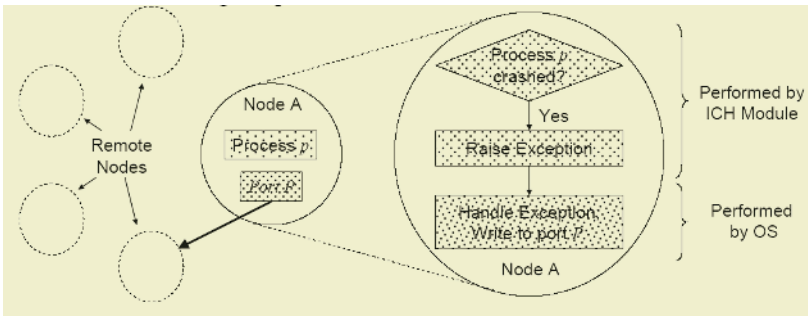 Remote
Nodes
Node A
Process p
Port P
Process p
crashed?
Yes
Raise Exception
Handle Exception
Write to port P
Node A
Performed by
ICH Module
Performed
by OS